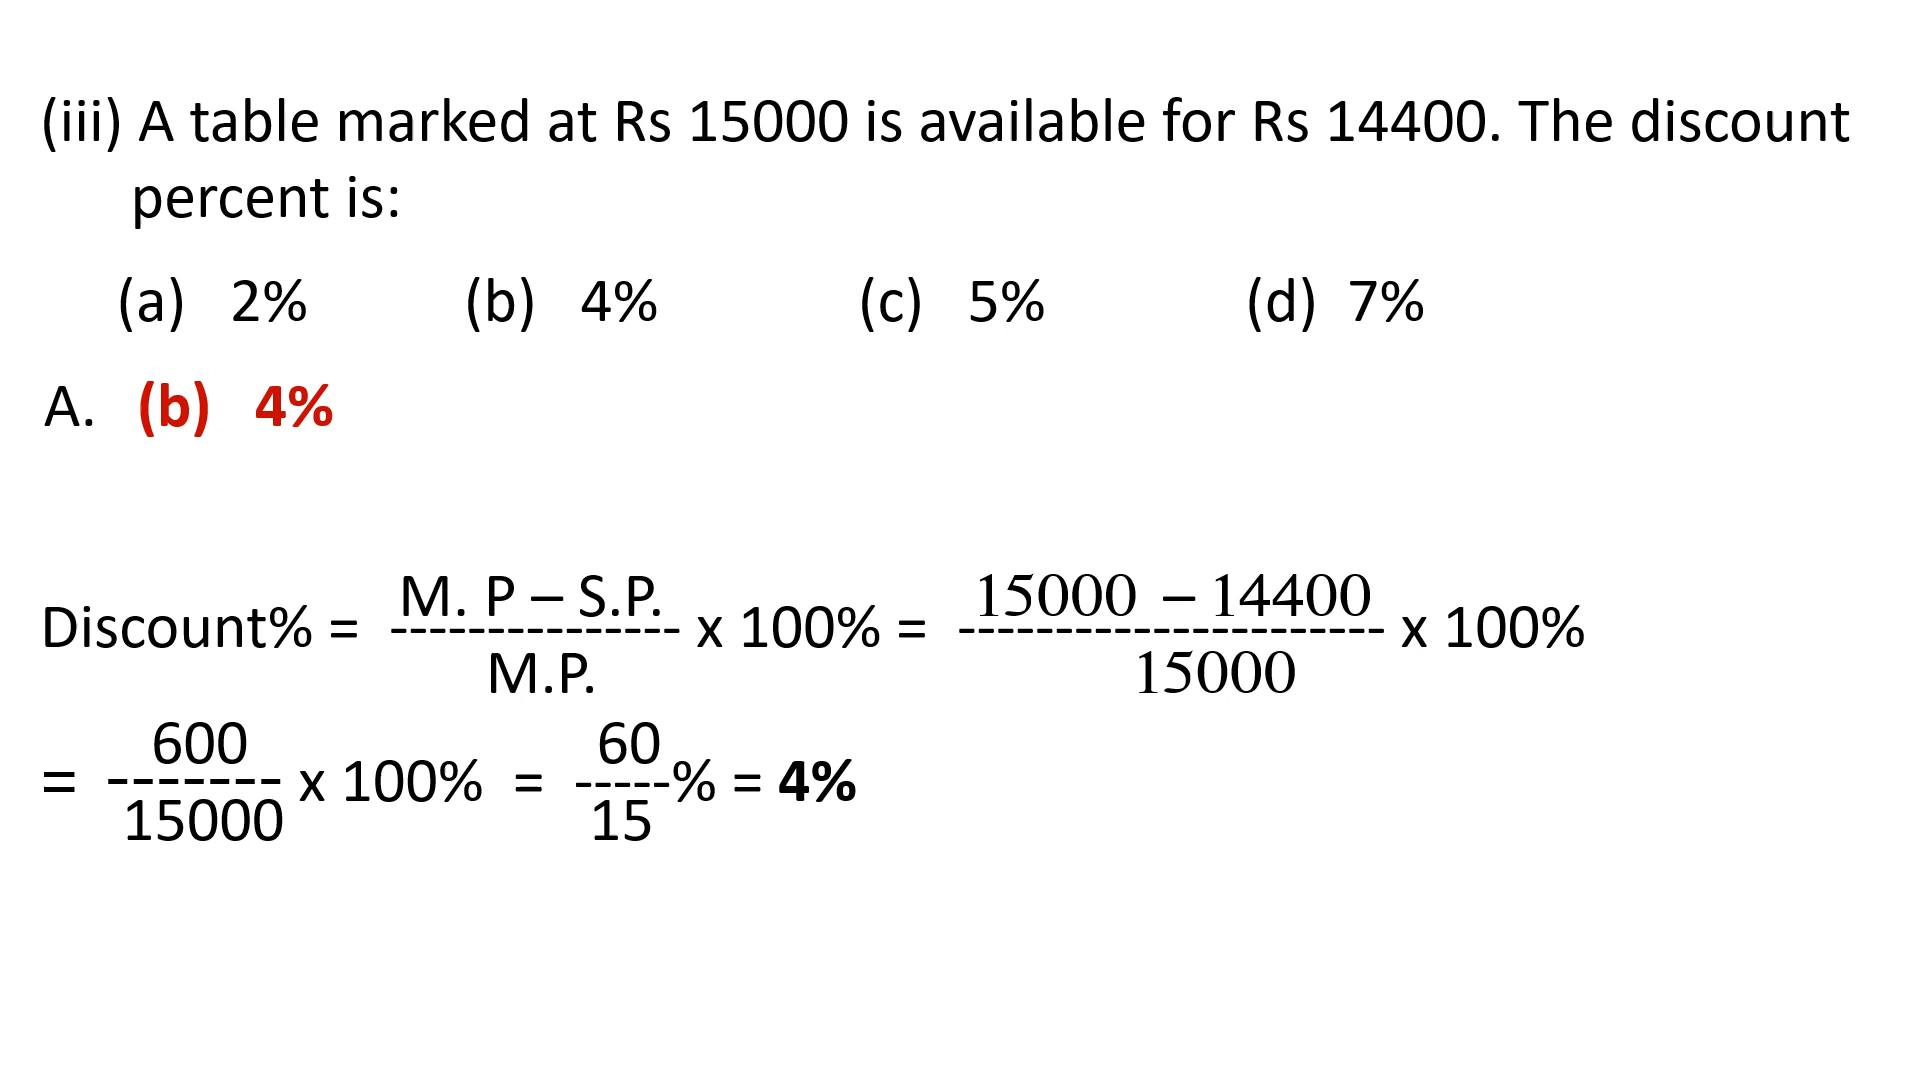 (iii) A table marked at Rs 15000 is available for Rs 14400. The discount
percent is:
(a) 2% (b) 4% (c) 5% (d) 7%
A. (b) 4%
M. P – S.P. 15000 – 14400
Discount% = --------------- x 100% = ---------------------- x 100%
M.P. 15000
600 60
= ------- x 100% = -----% = 4%
15000 15